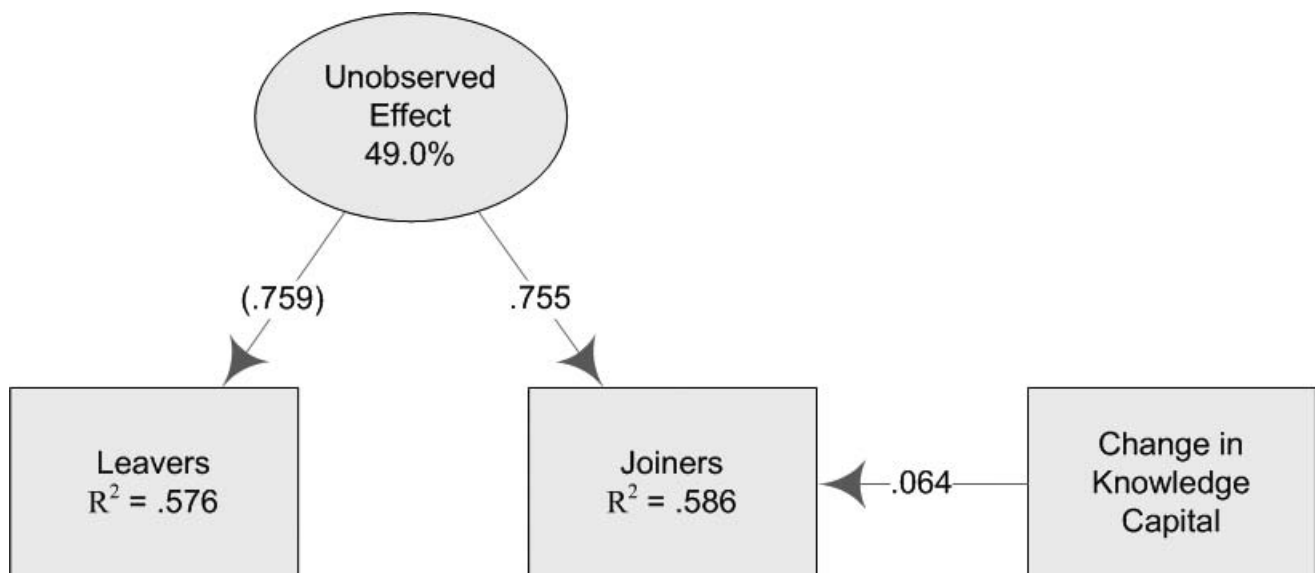 Unobserved
Effect
49.0%
(.759)
.755
Leavers
R² = .576
Joiners
R² = .586
.064
Change in
Knowledge
Capital